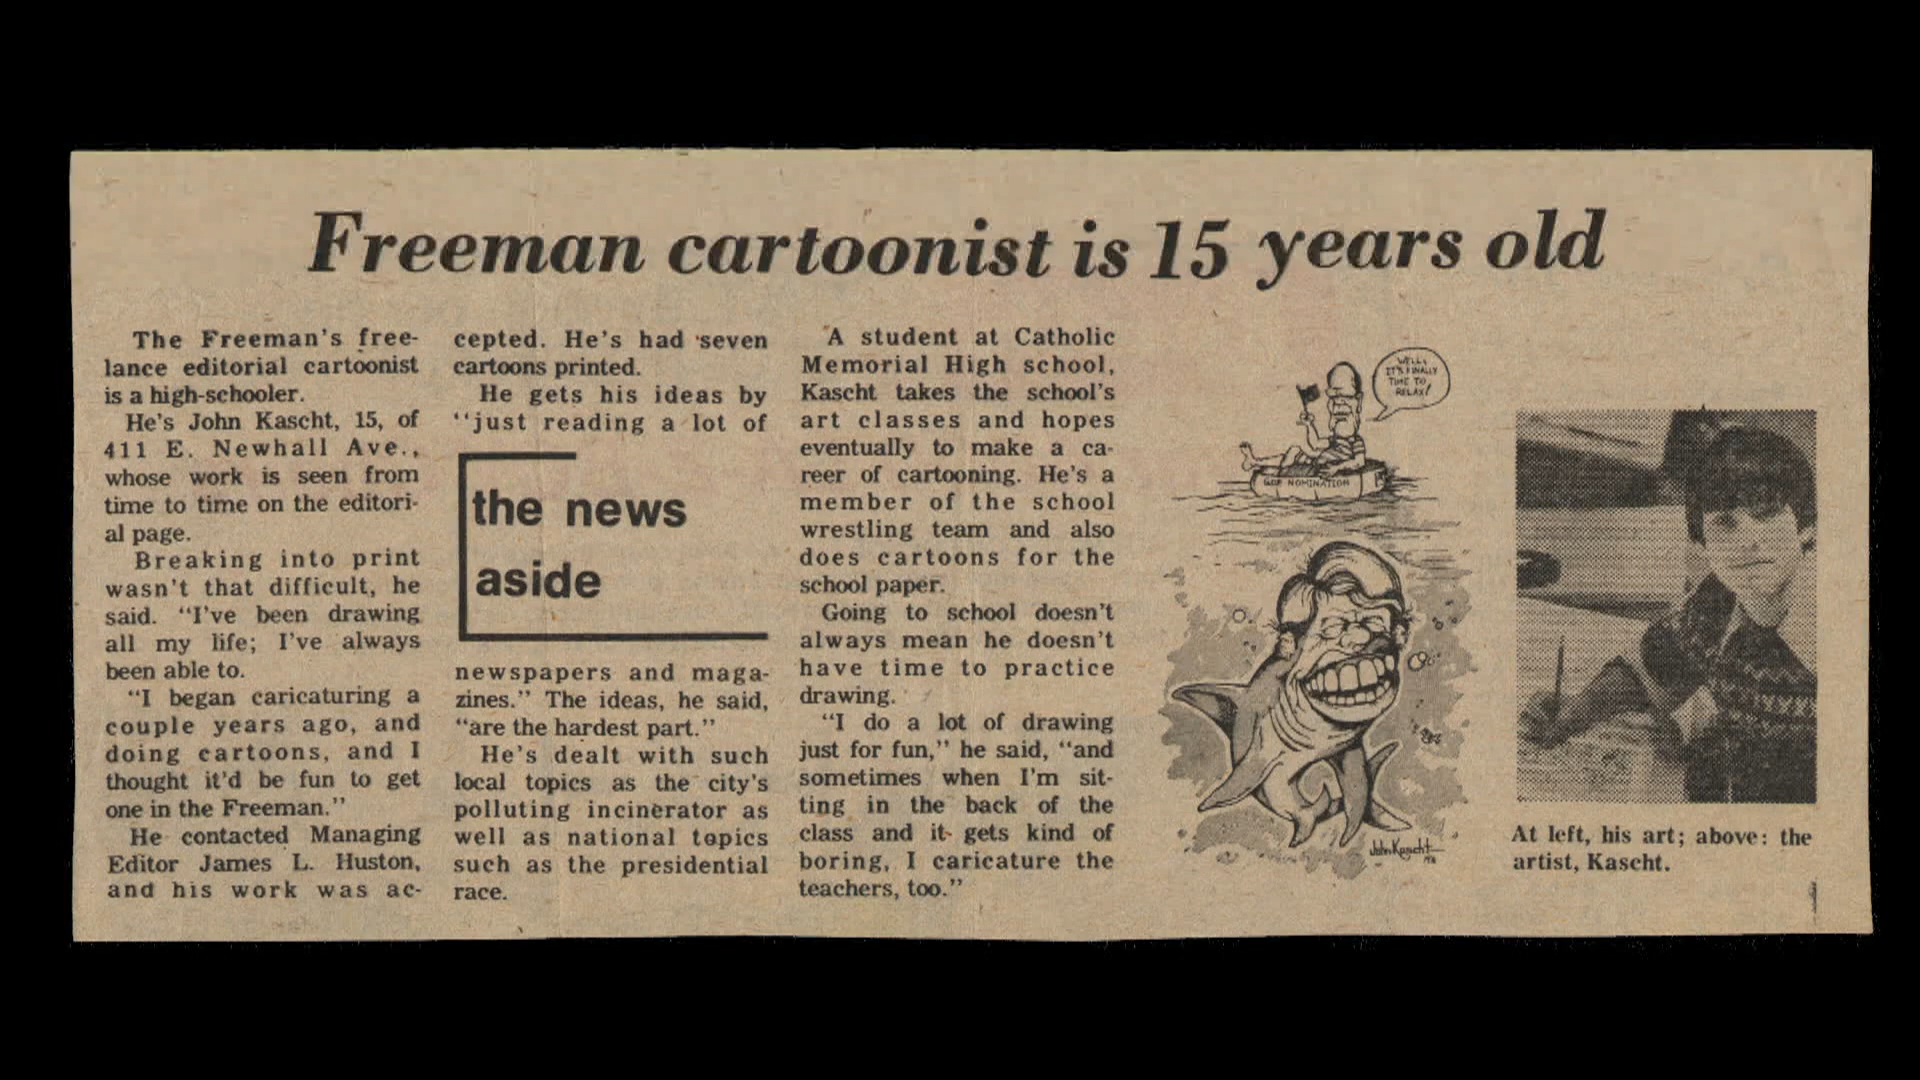 Freeman cartoonist is 15 years old
The Freeman's free-
lance editorial cartoonist
is a high-schooler.
He's John Kascht, 15, of
411 E. Newhall Ave.,
whose work is seen from
time to time on the editori-
al page.
Breaking into print
wasn't that difficult, he
said. "I've been drawing
all my life; I've always
been able to.
"I began caricaturing a
couple years ago, and
doing cartoons, and I
thought it'd be fun to get
one in the Freeman."
He contacted Managing
Editor James L. Huston,
and his work was ac-
cepted. He's had seven
cartoons printed.
He gets his ideas by
"just reading a lot of
the news
aside
newspapers and maga-
zines." The ideas, he said,
"are the hardest part."
He's dealt with such
local topics as the city's
polluting incinerator as
well as national topics
such as the presidential
race.
A student at Catholic
Memorial High school,
Kascht takes the school's
art classes and hopes
eventually to make a ca-
reer of cartooning. He's a
member of the school
wrestling team and also
does cartoons for the
school paper.
Going to school doesn't
always mean he doesn't
have time to practice
drawing.
"I do a lot of drawing
just for fun," he said, "and
sometimes when I'm sit-
ting in the back of the
class and it gets kind of
boring, I caricature the
teachers, too."
WELL,
IT'S FINALLY
TIME TO
RELAX!
GOP NOMINATION
John Kascht
At left, his art; above: the
artist, Kascht.